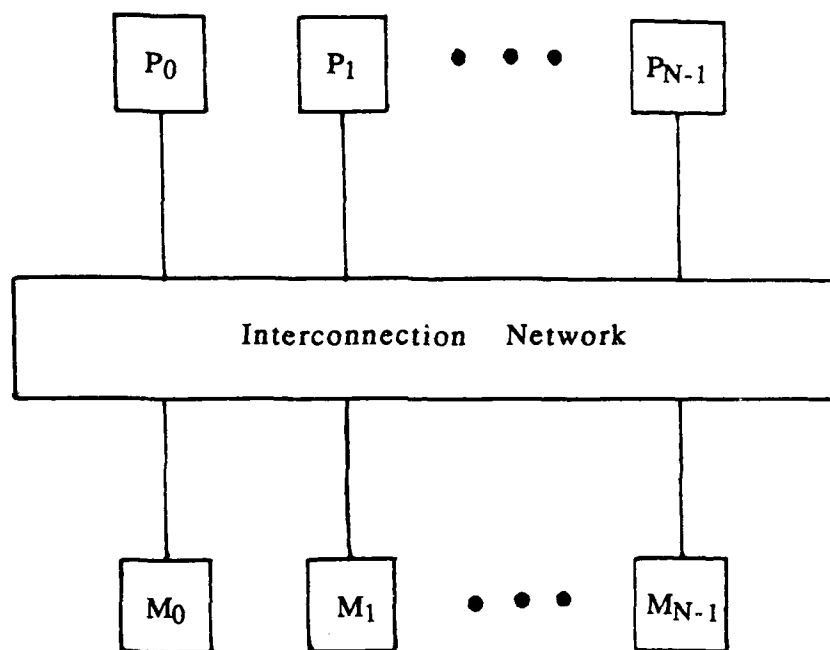 P0 P1 • • • PN-1
Interconnection Network
M0 M1 • • • MN-1